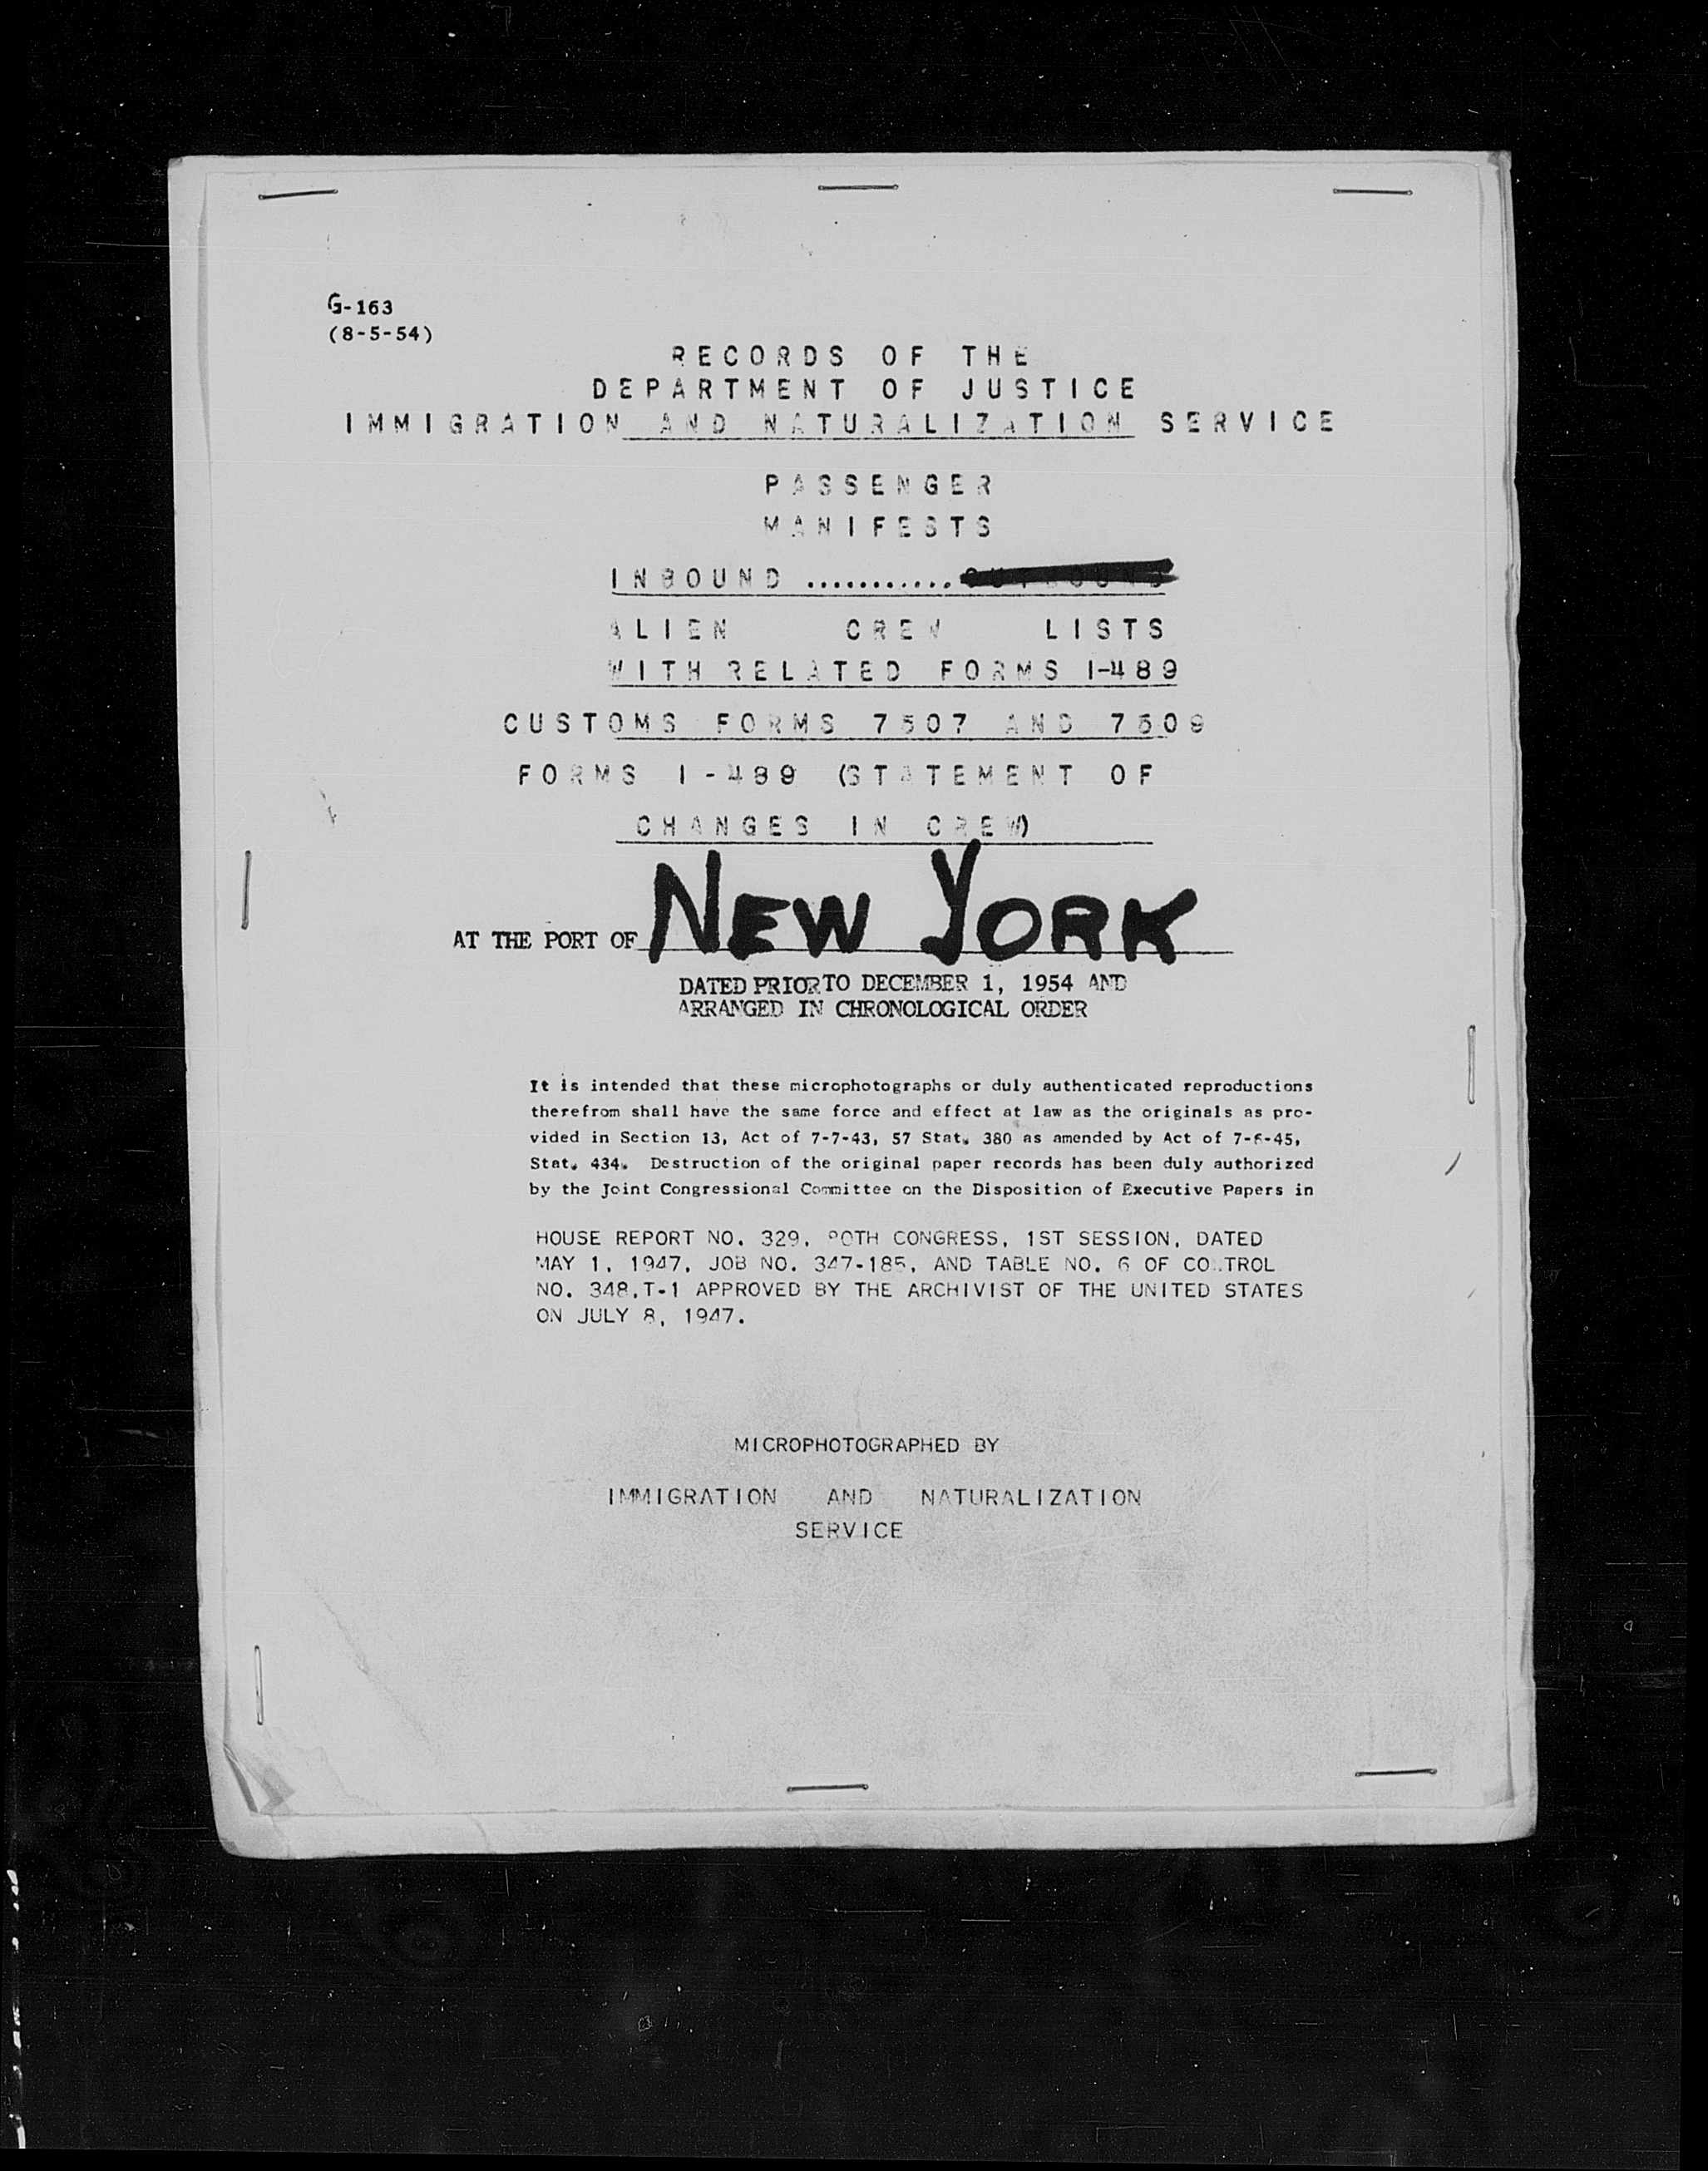 G-163
(8-5-54)
RECORDS OF THE
DEPARTMENT OF JUSTICE
IMMIGRATION AND NATURALIZATION SERVICE
PASSENGER
MANIFESTS
INBOUND ...........OUTBOUND
ALIEN CREW LISTS
WITH RELATED FORMS I-489
CUSTOMS FORMS 7507 AND 7509
FORMS I-489 (STATEMENT OF
CHANGES IN CREW)
AT THE PORT OF NEW YORK
DATED PRIOR TO DECEMBER 1, 1954 AND
ARRANGED IN CHRONOLOGICAL ORDER
It is intended that these microphotographs or duly authenticated reproductions
therefrom shall have the same force and effect at law as the originals as pro-
vided in Section 13, Act of 7-7-43, 57 Stat. 380 as amended by Act of 7-6-45,
Stat. 434. Destruction of the original paper records has been duly authorized
by the Joint Congressional Committee on the Disposition of Executive Papers in
HOUSE REPORT NO. 329, 80TH CONGRESS, 1ST SESSION, DATED
MAY 1, 1947, JOB NO. 347-185, AND TABLE NO. 6 OF CONTROL
NO. 348.T-1 APPROVED BY THE ARCHIVIST OF THE UNITED STATES
ON JULY 8, 1947.
MICROPHOTOGRAPHED BY
IMMIGRATION AND NATURALIZATION
SERVICE